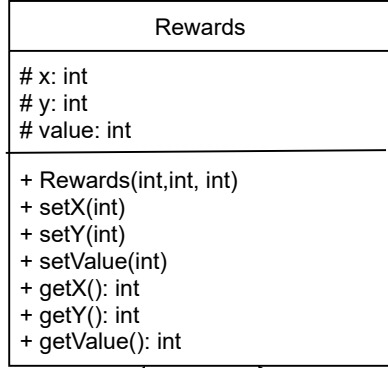 Rewards
# x: int
# y: int
# value: int
+ Rewards(int,int, int)
+ setX(int)
+ setY(int)
+ setValue(int)
+ getX(): int
+ getY(): int
+ getValue(): int